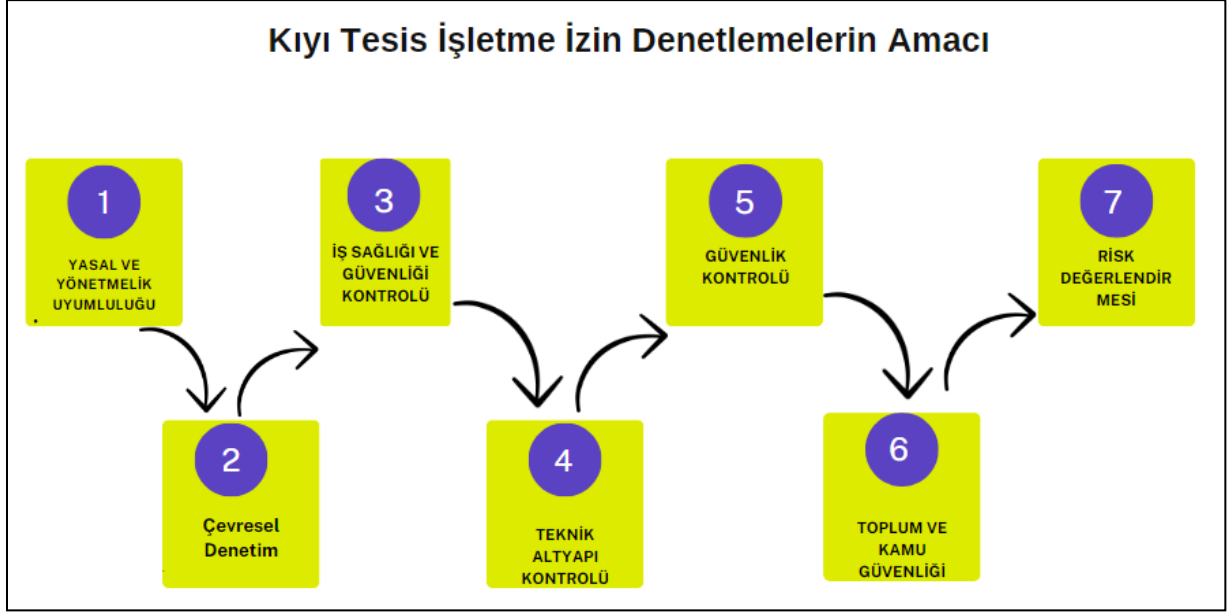 Kıyı Tesis İşletme İzin Denetlemelerin Amacı
1
YASAL VE
YÖNETMELİK
UYUMLULUĞU
2
Çevresel
Denetim
3
İŞ SAĞLIĞI VE
GÜVENLİĞİ
KONTROLÜ
4
TEKNİK
ALTYAPI
KONTROLÜ
5
GÜVENLİK
KONTROLÜ
6
TOPLUM VE
KAMU
GÜVENLİĞİ
7
RİSK
DEĞERLENDİR
MESİ